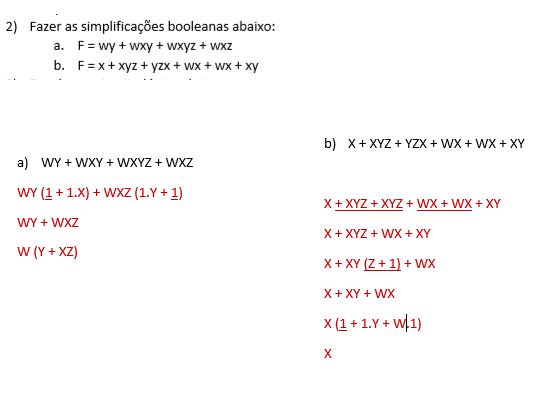 2) Fazer as simplificações booleanas abaixo:
a. F = wy + wxy + wxyz + wxz
b. F = x + xyz + yzx + wx + wx + xy
a) WY + WXY + WXYZ + WXZ
WY (1 + 1.X) + WXZ (1.Y + 1)
WY + WXZ
W (Y + XZ)
b) X + XYZ + YZX + WX + WX + XY
X + XYZ + XYZ + WX + WX + XY
X + XYZ + WX + XY
X + XY (Z + 1) + WX
X + XY + WX
X (1 + 1.Y + W.1)
X